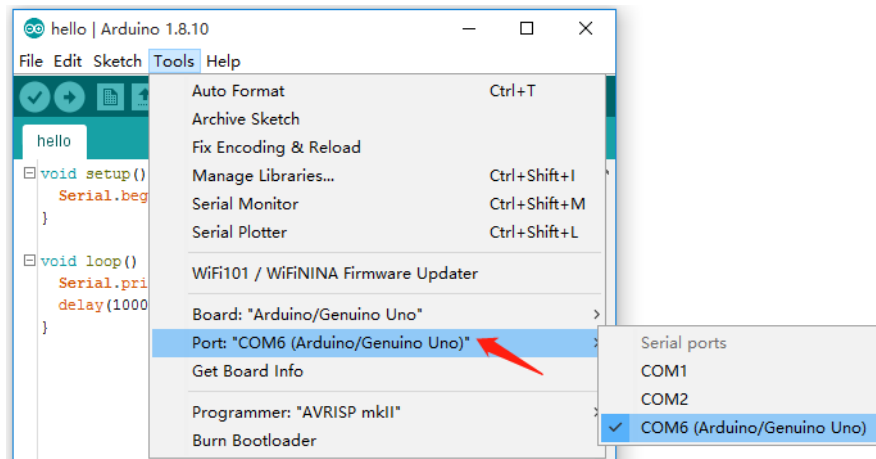 hello | Arduino 1.8.10
File Edit Sketch Tools Help
hello
void setup()
Serial.beg
}
void loop()
Serial.pri
delay(1000
}
Auto Format Ctrl+T
Archive Sketch
Fix Encoding & Reload
Manage Libraries... Ctrl+Shift+I
Serial Monitor Ctrl+Shift+M
Serial Plotter Ctrl+Shift+L
WiFi101 / WiFiNINA Firmware Updater
Board: "Arduino/Genuino Uno"
Port: "COM6 (Arduino/Genuino Uno)"
Get Board Info
Programmer: "AVRISP mkII"
Burn Bootloader
Serial ports
COM1
COM2
COM6 (Arduino/Genuino Uno)